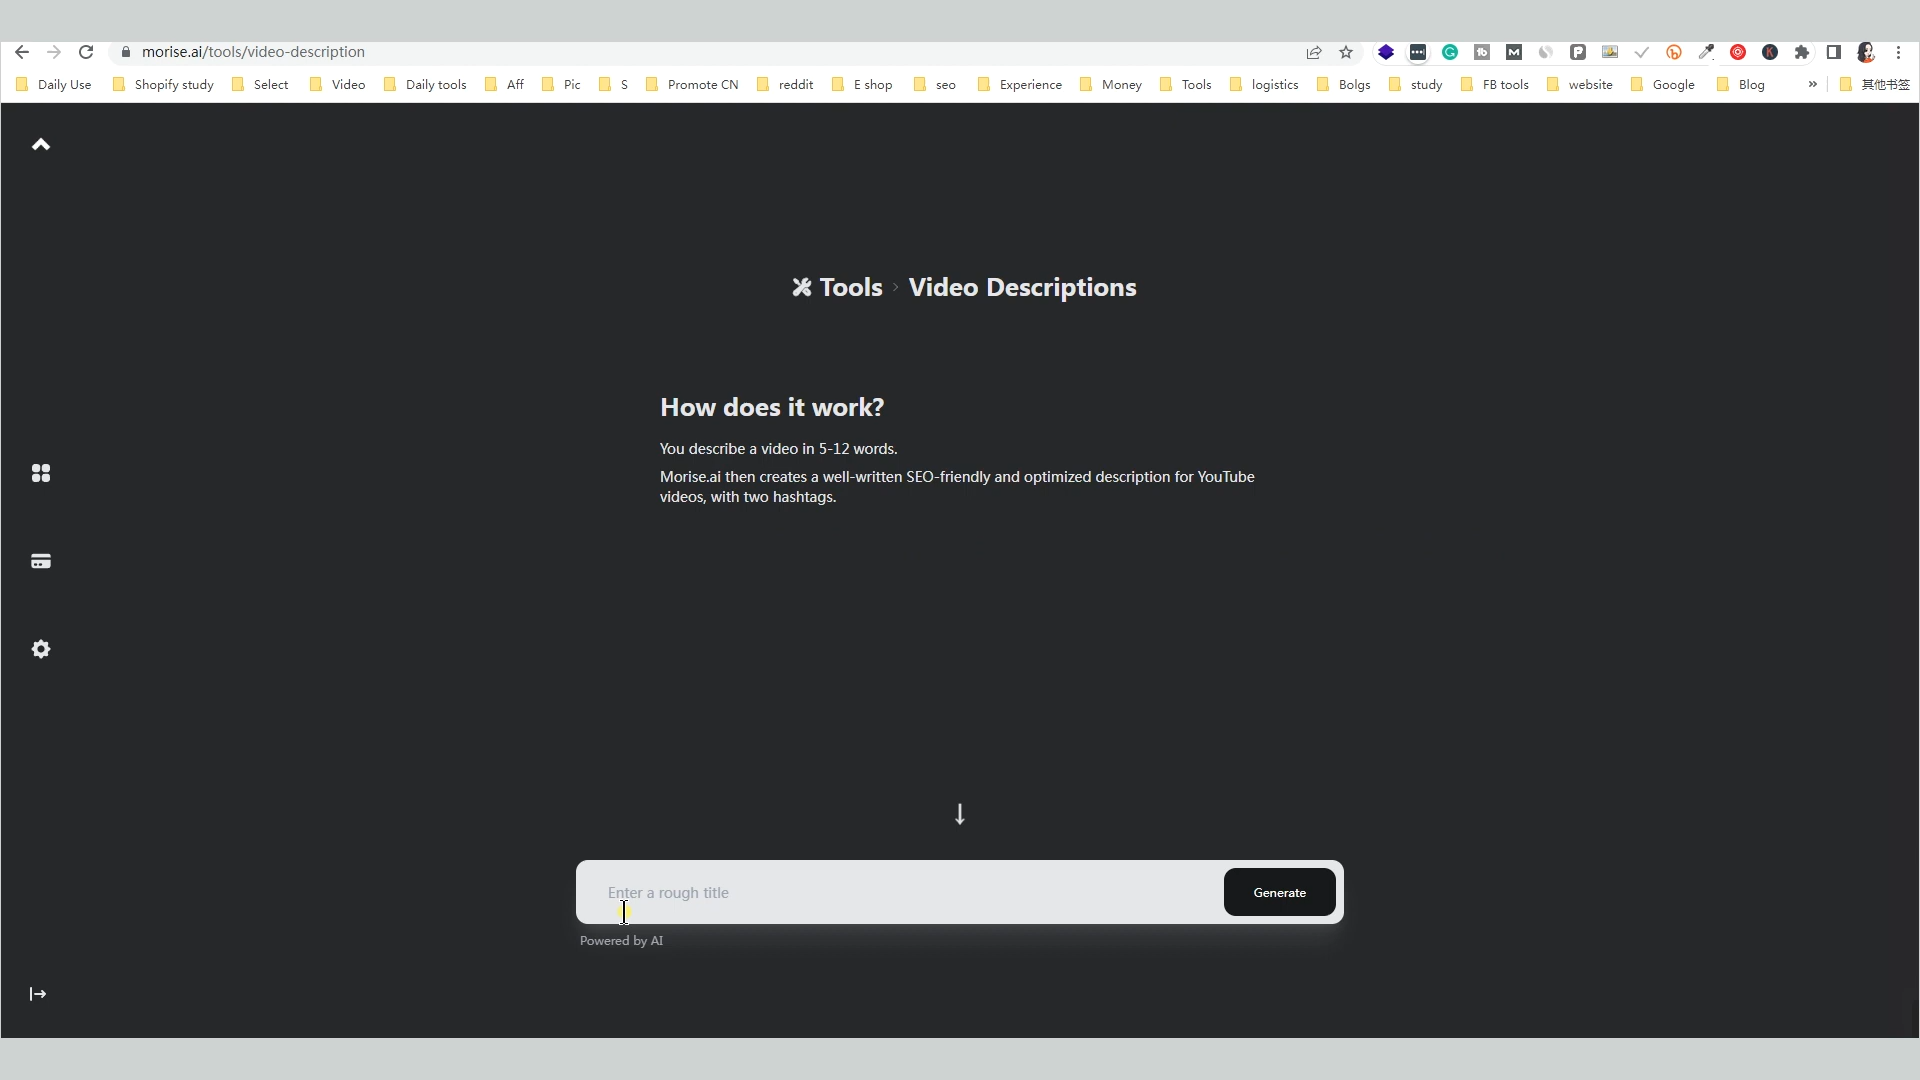 morise.ai/tools/video-description
Daily Use Shopify study Select Video Daily tools Aff Pic S Promote CN reddit E shop seo Experience Money Tools logistics Bolgs study FB tools website Google Blog » 其他书签
Tools > Video Descriptions
How does it work?
You describe a video in 5-12 words.
Morise.ai then creates a well-written SEO-friendly and optimized description for YouTube
videos, with two hashtags.
Enter a rough title
Generate
Powered by AI